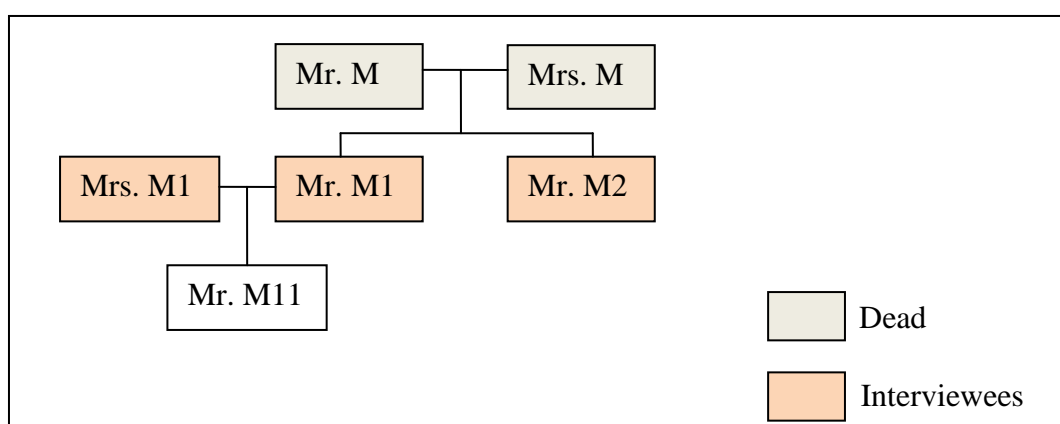 Mr. M
Mrs. M
Mrs. M1
Mr. M1
Mr. M2
Mr. M11
Dead
Interviewees